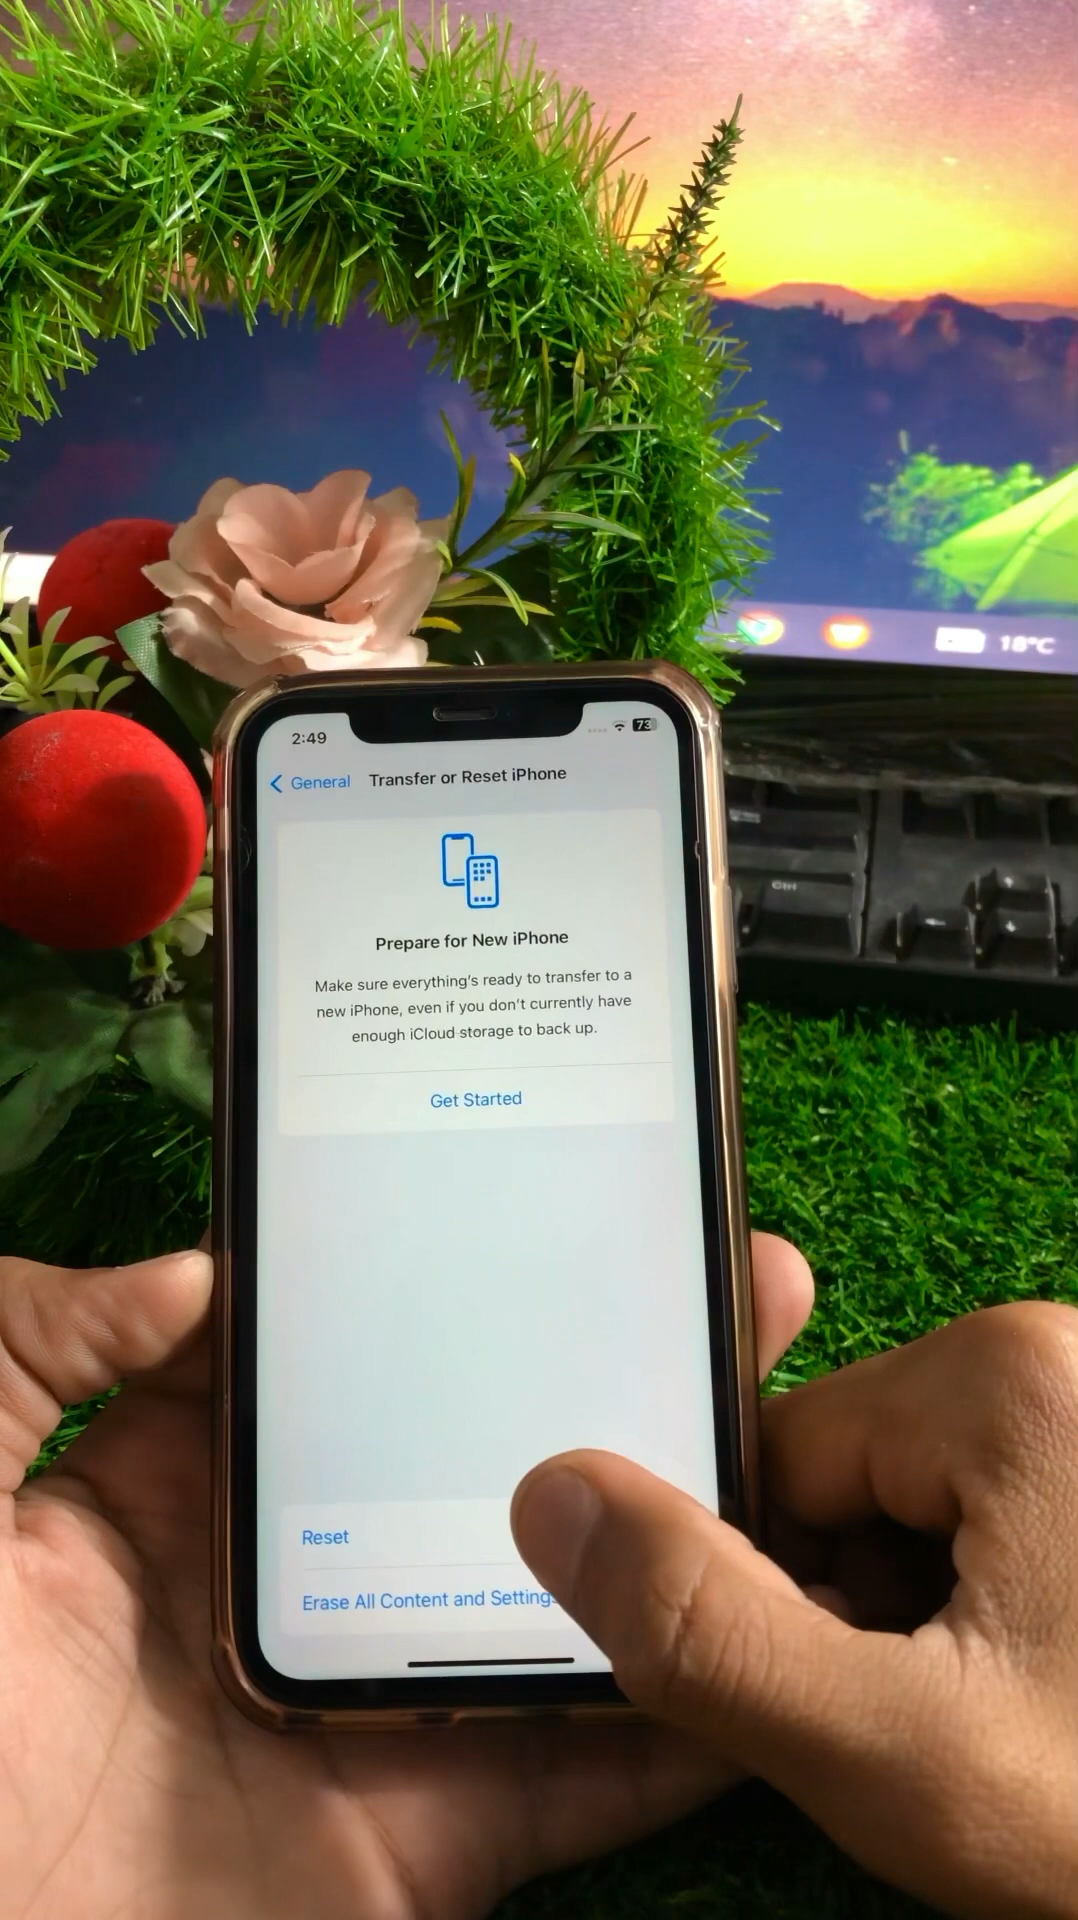 18°C
2:49
73
General
Transfer or Reset iPhone
Ctrl
Prepare for New iPhone
Make sure everything's ready to transfer to a
new iPhone, even if you don't currently have
enough iCloud storage to back up.
Get Started
Reset
Erase All Content and Settings